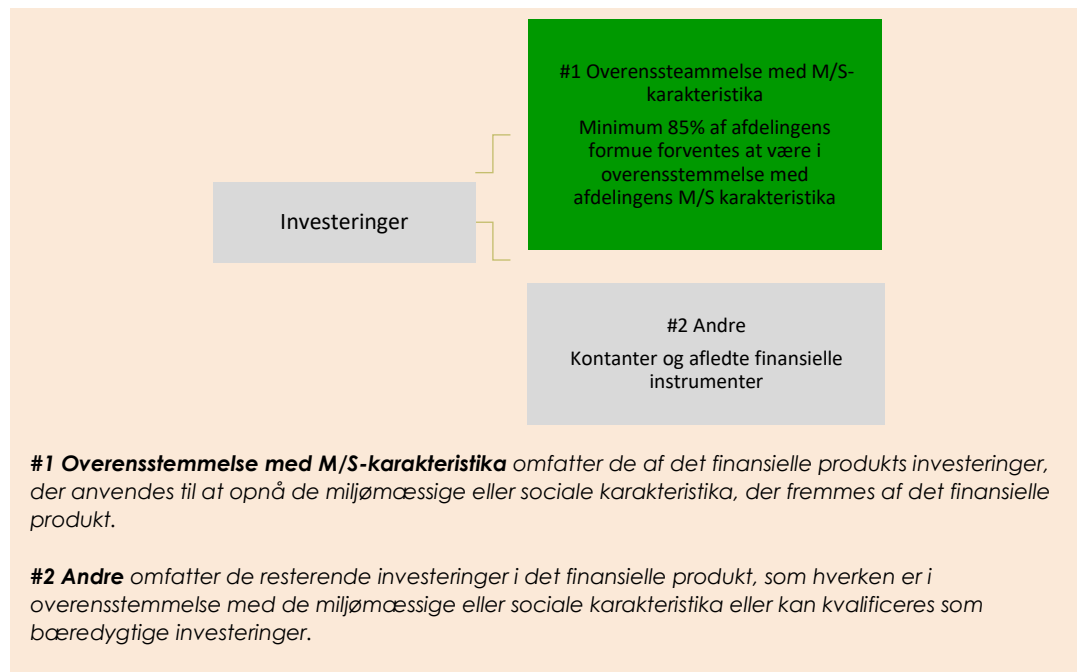 #1 Overenssteammelse med M/S-
karakteristika
Minimum 85% af afdelingens
formue forventes at være i
overensstemmelse med
afdelingens M/S karakteristika
Investeringer
#2 Andre
Kontanter og afledte finansielle
instrumenter
#1 Overensstemmelse med M/S-karakteristika omfatter de af det finansielle produkts investeringer,
der anvendes til at opnå de miljømæssige eller sociale karakteristika, der fremmes af det finansielle
produkt.
#2 Andre omfatter de resterende investeringer i det finansielle produkt, som hverken er i
overensstemmelse med de miljømæssige eller sociale karakteristika eller kan kvalificeres som
bæredygtige investeringer.